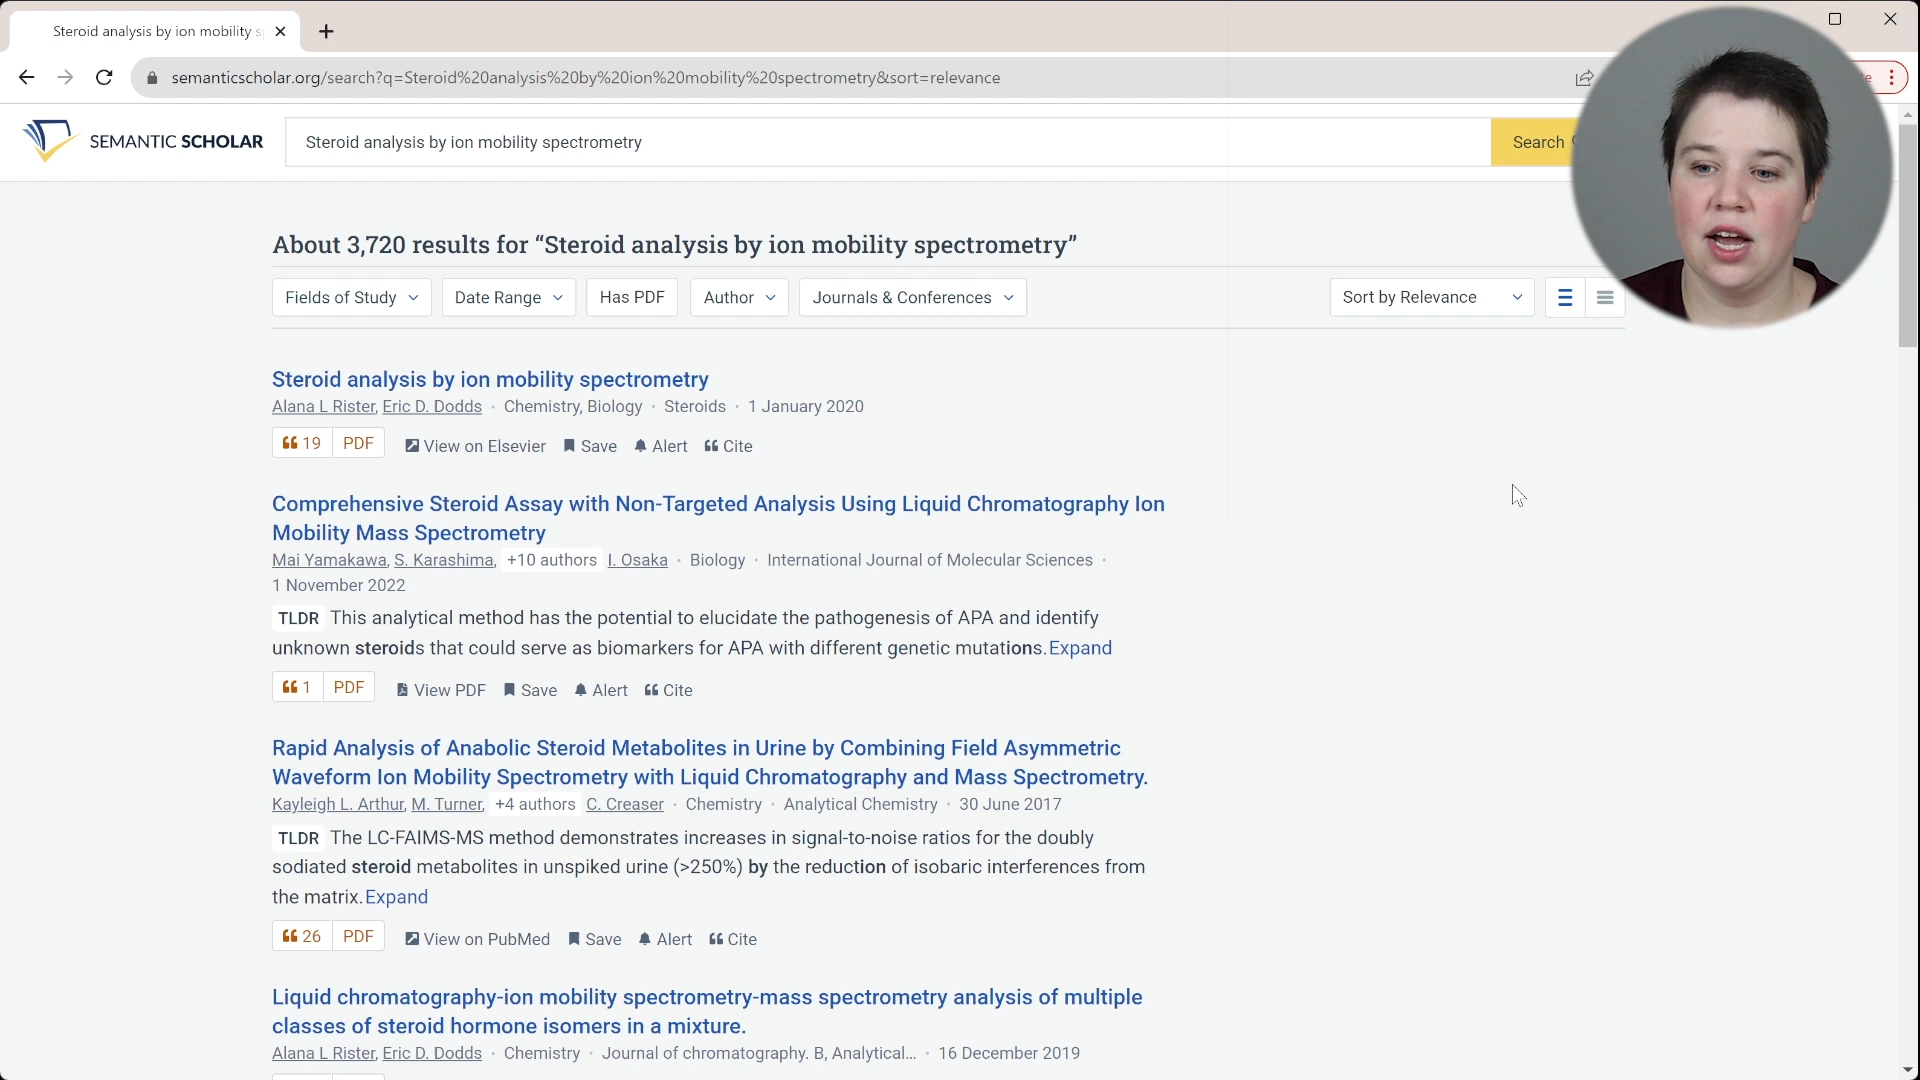 Steroid analysis by ion mobility s
semanticscholar.org/search?q=Steroid%20analysis%20by%20ion%20mobility%20spectrometry&sort=relevance
SEMANTIC SCHOLAR
Steroid analysis by ion mobility spectrometry
Search
About 3,720 results for “Steroid analysis by ion mobility spectrometry”
Fields of Study Date Range Has PDF Author Journals & Conferences Sort by Relevance
Steroid analysis by ion mobility spectrometry
Alana L Rister, Eric D. Dodds · Chemistry, Biology · Steroids · 1 January 2020
19 PDF View on Elsevier Save Alert Cite
Comprehensive Steroid Assay with Non-Targeted Analysis Using Liquid Chromatography Ion
Mobility Mass Spectrometry
Mai Yamakawa, S. Karashima, +10 authors I. Osaka · Biology · International Journal of Molecular Sciences ·
1 November 2022
TLDR This analytical method has the potential to elucidate the pathogenesis of APA and identify
unknown steroids that could serve as biomarkers for APA with different genetic mutations. Expand
1 PDF View PDF Save Alert Cite
Rapid Analysis of Anabolic Steroid Metabolites in Urine by Combining Field Asymmetric
Waveform Ion Mobility Spectrometry with Liquid Chromatography and Mass Spectrometry.
Kayleigh L. Arthur, M. Turner, +4 authors C. Creaser · Chemistry · Analytical Chemistry · 30 June 2017
TLDR The LC-FAIMS-MS method demonstrates increases in signal-to-noise ratios for the doubly
sodiated steroid metabolites in unspiked urine (>250%) by the reduction of isobaric interferences from
the matrix. Expand
26 PDF View on PubMed Save Alert Cite
Liquid chromatography-ion mobility spectrometry-mass spectrometry analysis of multiple
classes of steroid hormone isomers in a mixture.
Alana L Rister, Eric D. Dodds · Chemistry · Journal of chromatography. B, Analytical... · 16 December 2019